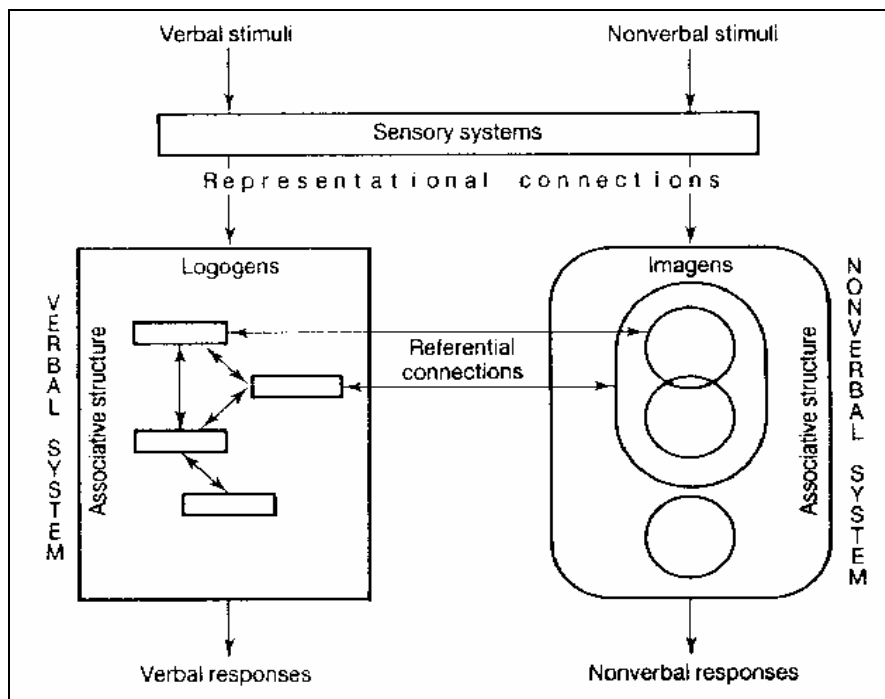 Verbal stimuli
Nonverbal stimuli
Sensory systems
Representational connections
VERBAL SYSTEM
Associative structure
Logogens
Referential
connections
Imagens
Associative structure
NONVERBAL SYSTEM
Verbal responses
Nonverbal responses